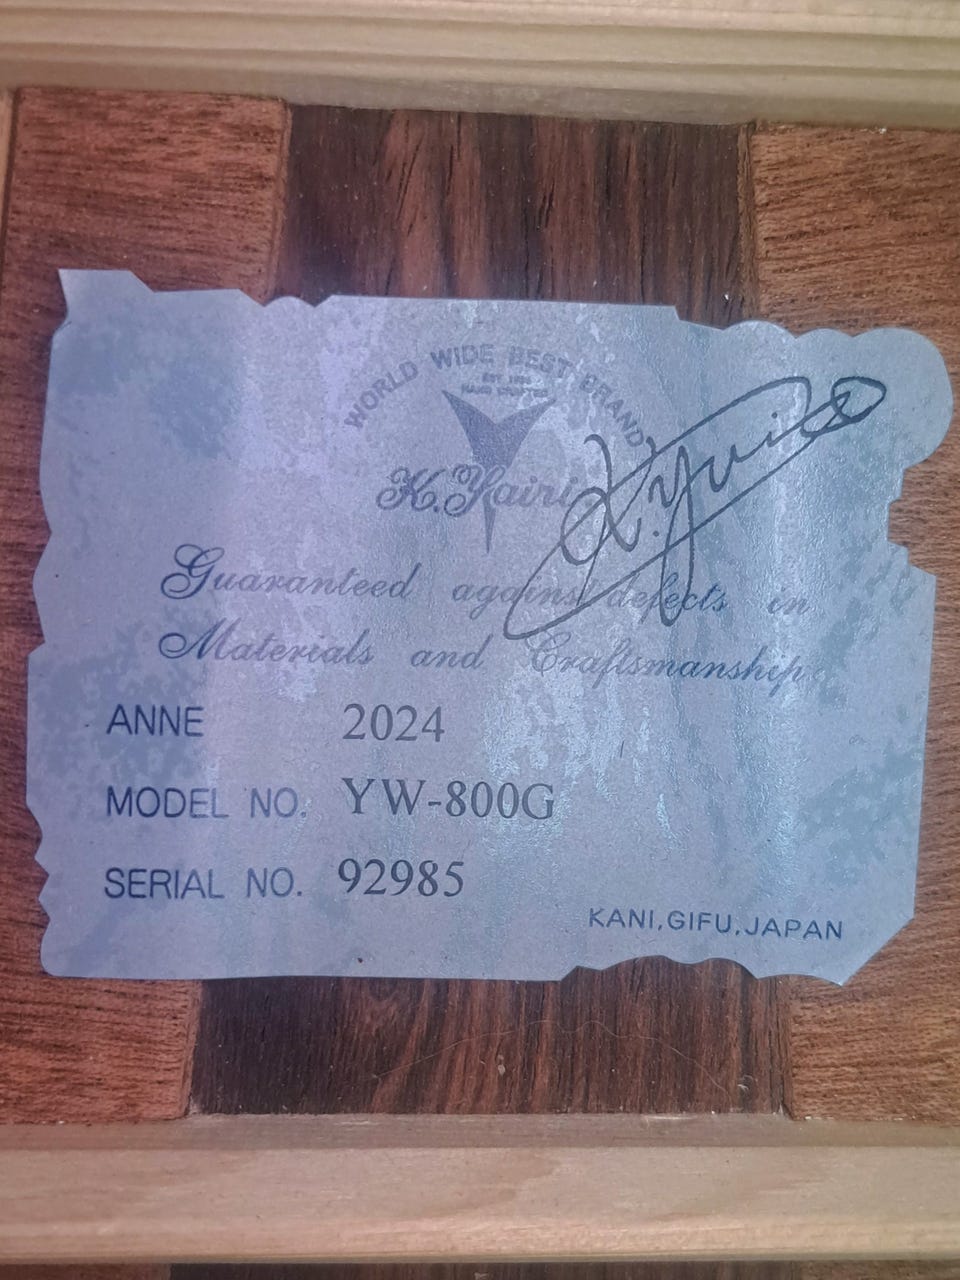 WORLD WIDE BEST BRAND
K.Yairi
K.Yairi
Guaranteed against defects in
Materials and Craftsmanship
ANNE 2024
MODEL NO. YW-800G
SERIAL NO. 92985
KANI,GIFU,JAPAN